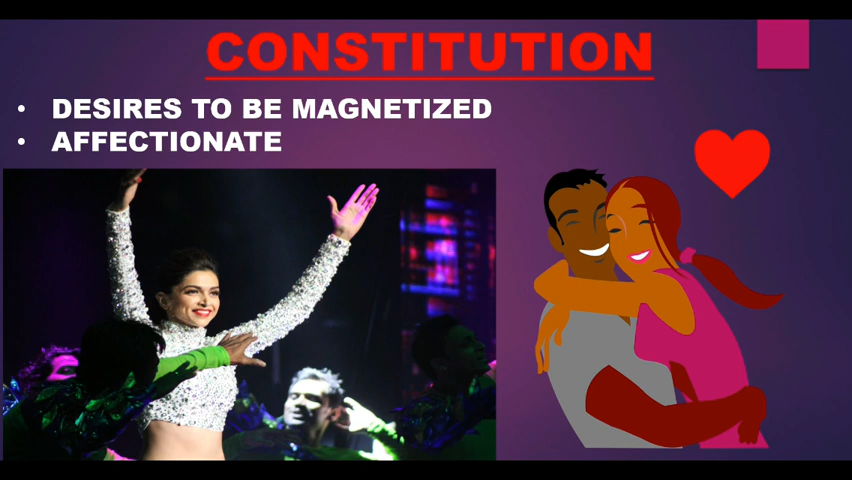 CONSTITUTION
• DESIRES TO BE MAGNETIZED
• AFFECTIONATE